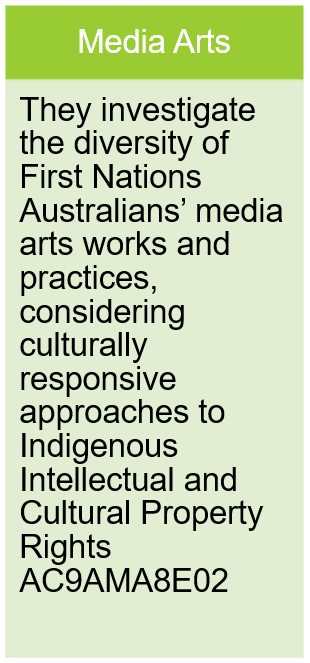 Media Arts
They investigate
the diversity of
First Nations
Australians’ media
arts works and
practices,
considering
culturally
responsive
approaches to
Indigenous
Intellectual and
Cultural Property
Rights
AC9AMA8E02